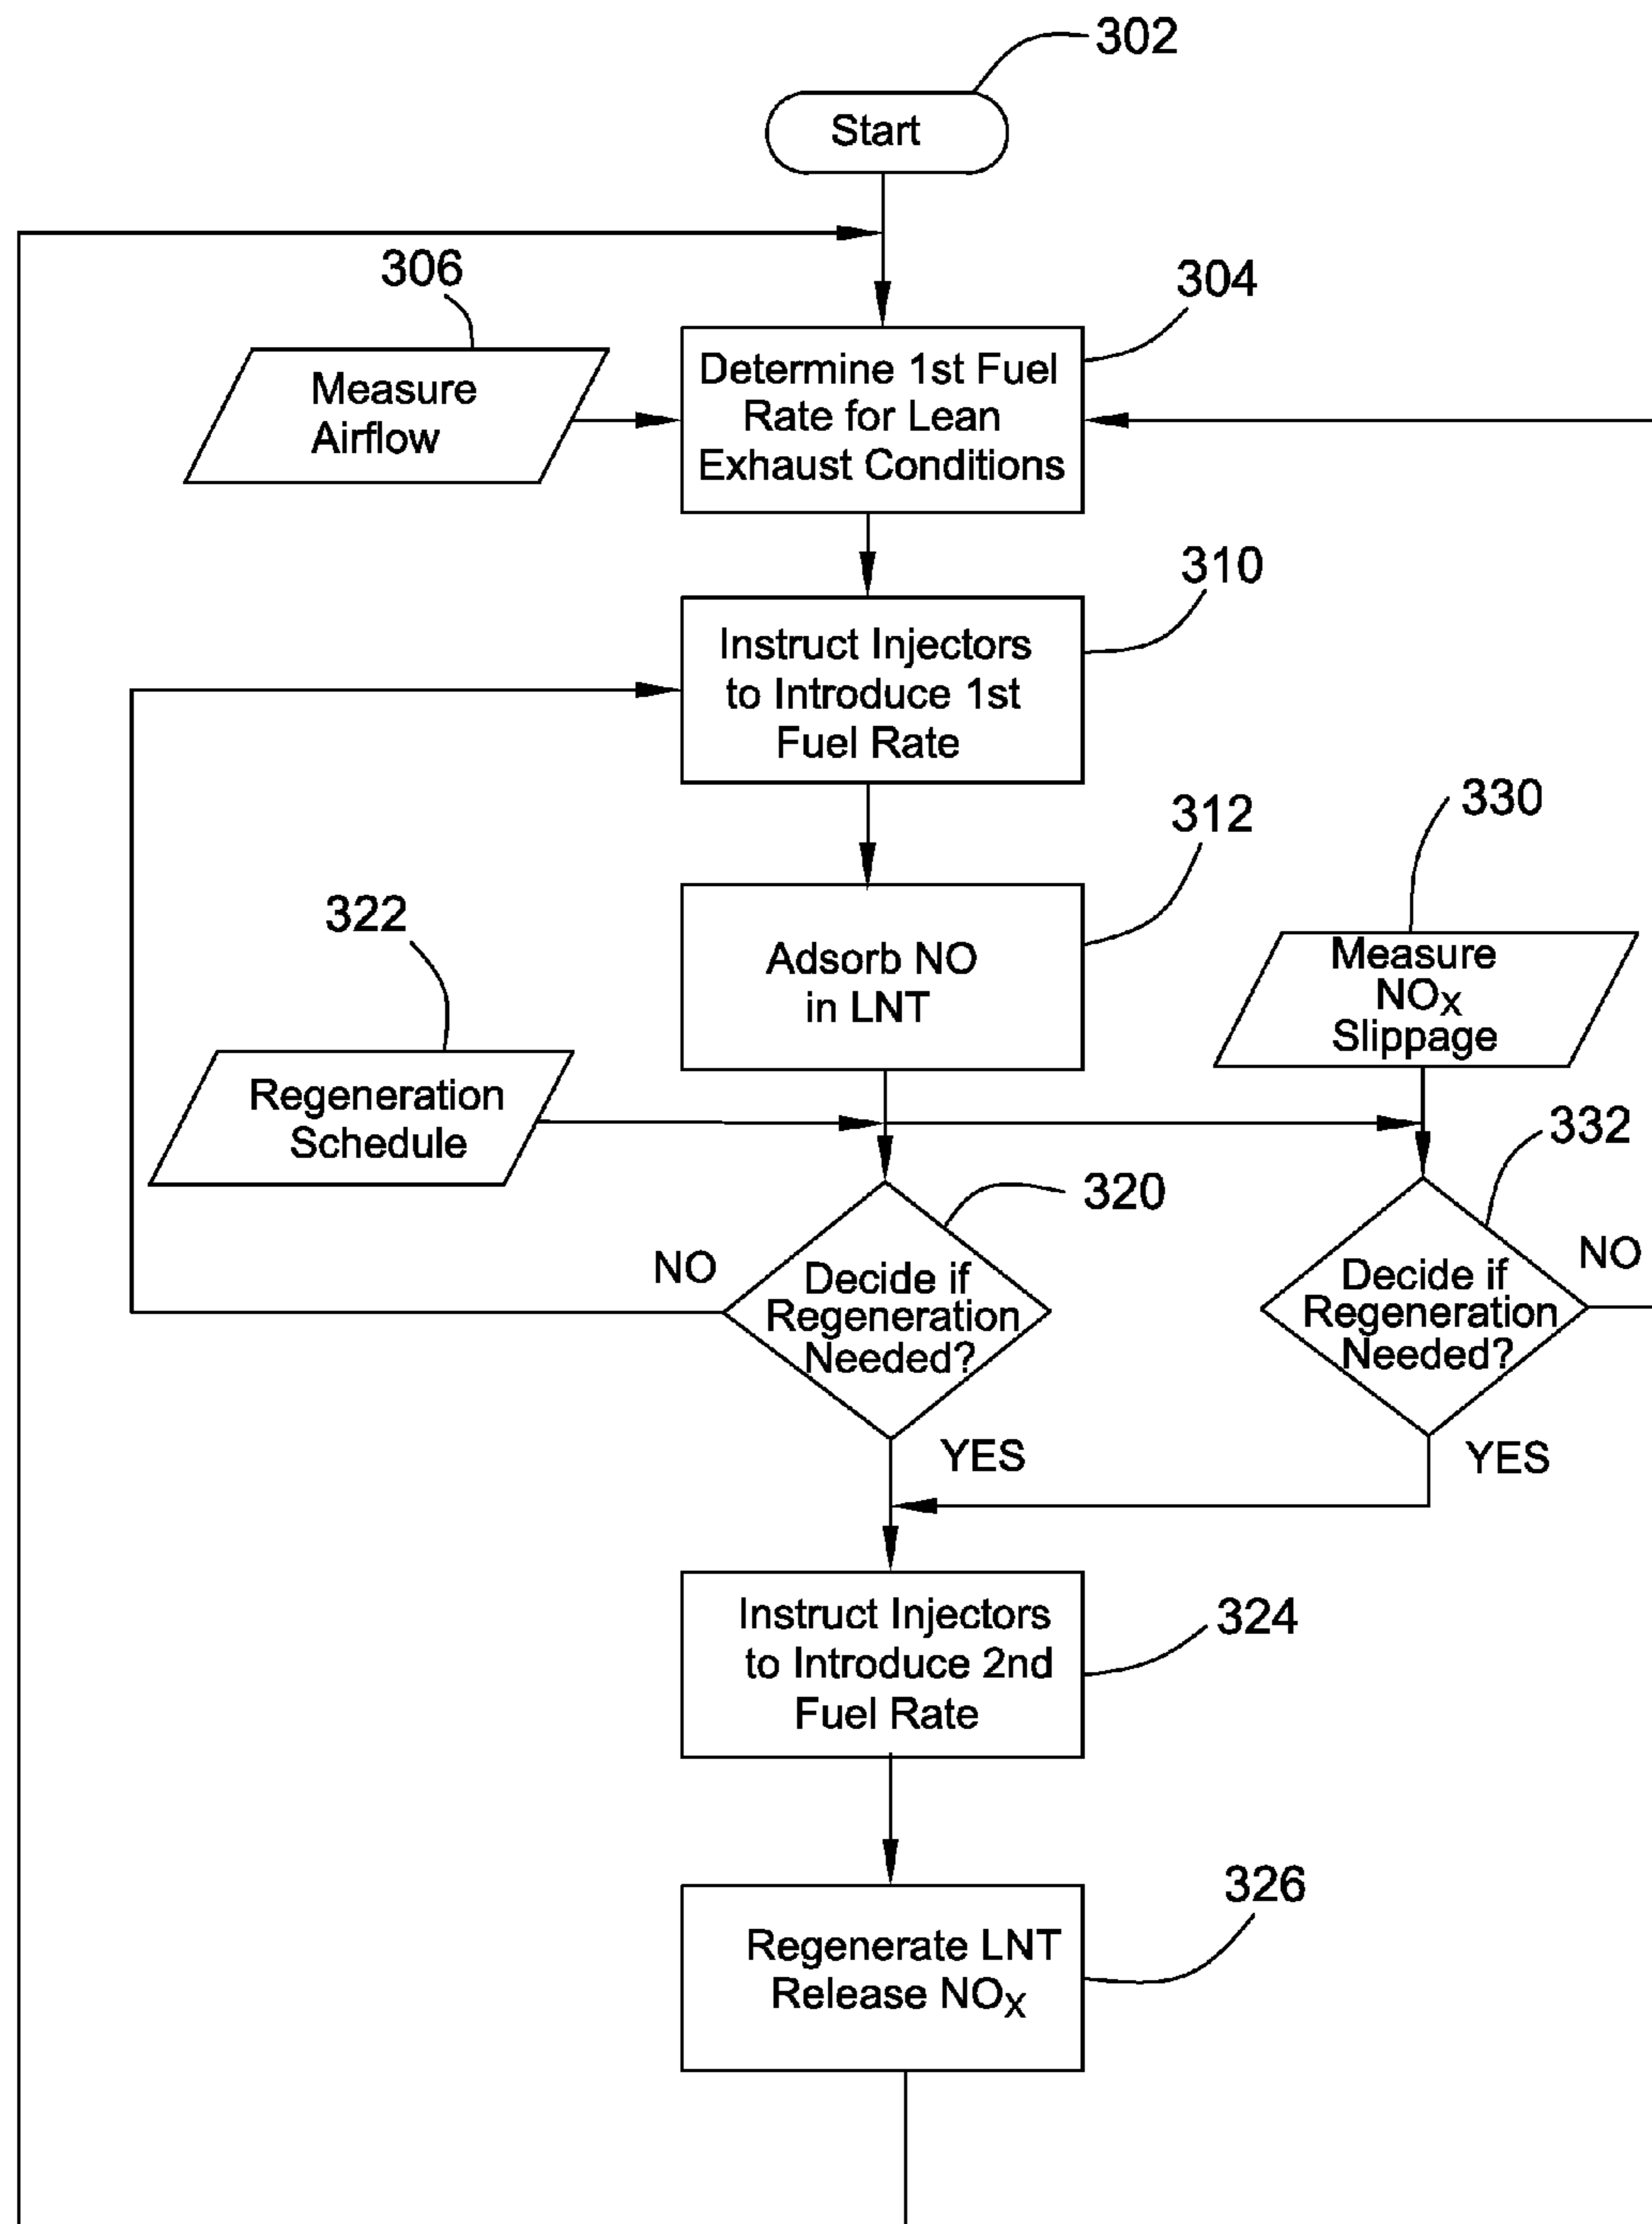 302
Start
306
304
Measure
Airflow
Determine 1st Fuel
Rate for Lean
Exhaust Conditions
310
Instruct Injectors
to Introduce 1st
Fuel Rate
312
330
322
Adsorb NO
in LNT
Measure
NOX
Slippage
Regeneration
Schedule
332
320
NO
Decide if
Regeneration
Needed?
NO
Decide if
Regeneration
Needed?
YES
YES
Instruct Injectors
to Introduce 2nd
Fuel Rate
324
326
Regenerate LNT
Release NOX